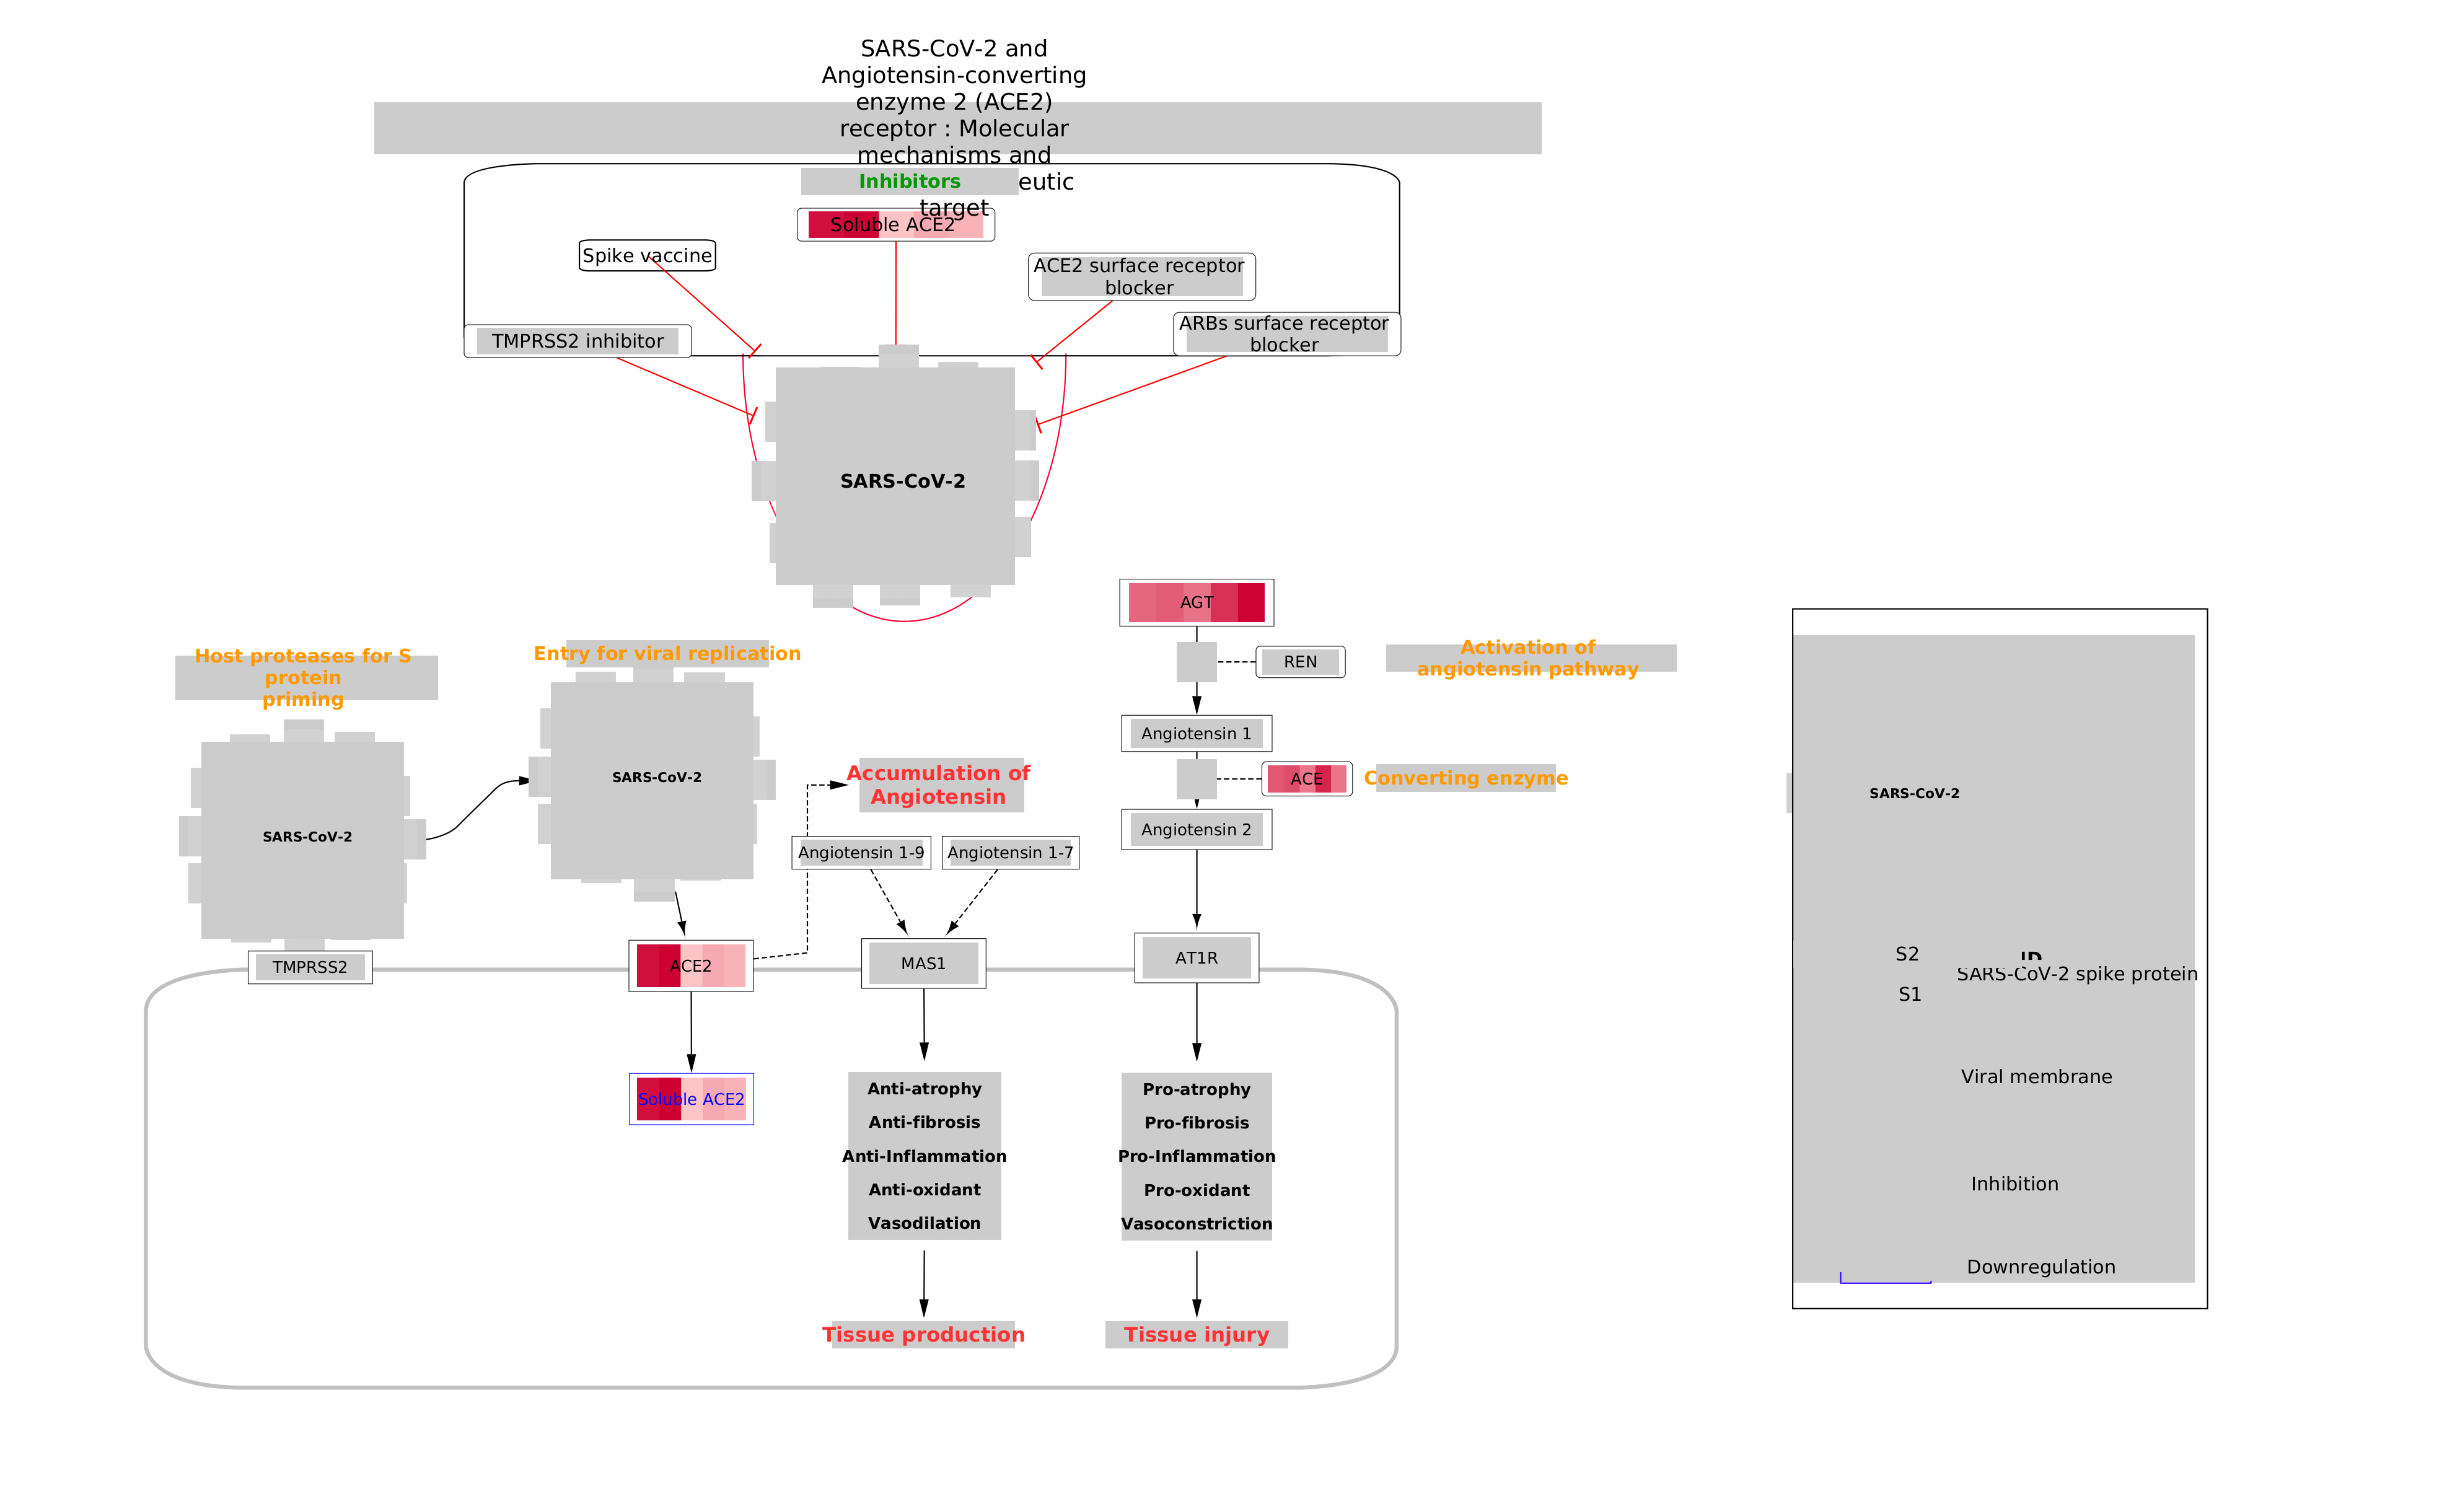 SARS-CoV-2 and
Angiotensin-converting
enzyme 2 (ACE2)
receptor : Molecular
mechanisms and
eutic
target
Inhibitors
Soluble ACE2
Spike vaccine
ACE2 surface receptor
blocker
TMPRSS2 inhibitor
ARBs surface receptor
blocker
SARS-CoV-2
AGT
REN
Activation of
angiotensin pathway
Host proteases for S
protein
priming
Entry for viral replication
Angiotensin 1
ACE
Converting enzyme
Accumulation of
Angiotensin
SARS-CoV-2
SARS-CoV-2
Angiotensin 1-9
Angiotensin 1-7
Angiotensin 2
TMPRSS2
ACE2
MAS1
AT1R
Soluble ACE2
Anti-atrophy
Anti-fibrosis
Anti-Inflammation
Anti-oxidant
Vasodilation
Pro-atrophy
Pro-fibrosis
Pro-Inflammation
Pro-oxidant
Vasoconstriction
Tissue production
Tissue injury
SARS-CoV-2
S2
SARS-CoV-2 spike protein
S1
Viral membrane
Inhibition
Downregulation